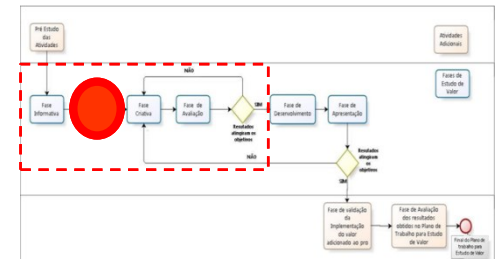 Pré Estudo
das
Atividades
Atividades
Adicionais
NÃO
Fases de
Estudo de
Valor
Fase
Informativa
Fase
Criativa
Fase de
Avaliação
SIM
Fase de
Desenvolvimento
Fase de
Apresentação
Resultados
atingiram os
objetivos
NÃO
Resultados
atingiram
os
objetivos
SIM
Fase de validação
da
Implementação
do valor
adicionado ao pro
Fase de Avaliação
dos resultados
obtidos no Plano de
Trabalho para Estudo
de Valor
Final do Plano de
trabalho para
Estudo de Valor